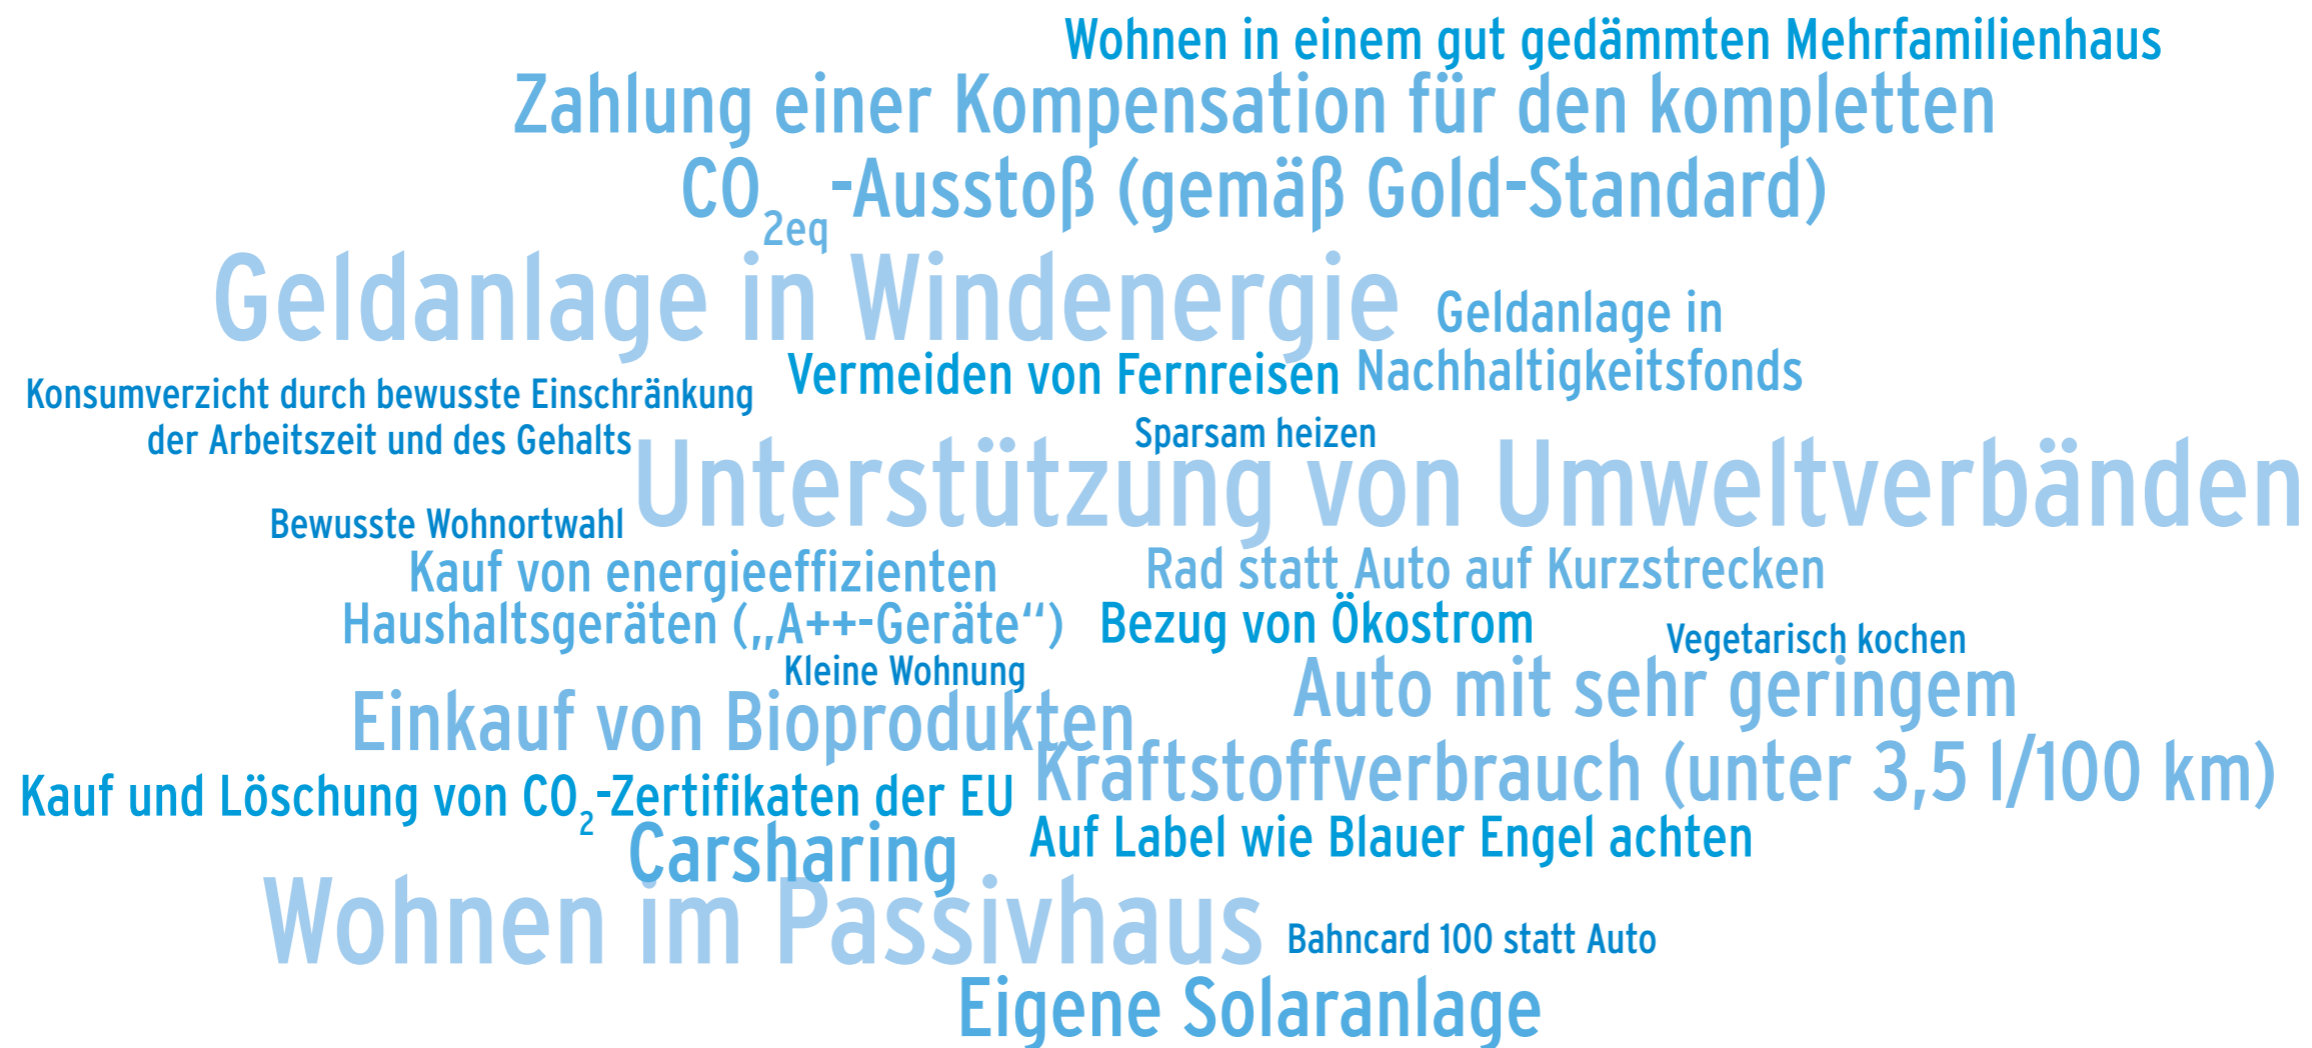 Wohnen in einem gut gedämmten Mehrfamilienhaus
Zahlung einer Kompensation für den kompletten
CO2eq-Ausstoß (gemäß Gold-Standard)
Geldanlage in Windenergie
Geldanlage in
Nachhaltigkeitsfonds
Vermeiden von Fernreisen
Konsumverzicht durch bewusste Einschränkung
der Arbeitszeit und des Gehalts
Sparsam heizen
Unterstützung von Umweltverbänden
Bewusste Wohnortwahl
Kauf von energieeffizienten
Haushaltsgeräten („A++-Geräte“)
Rad statt Auto auf Kurzstrecken
Bezug von Ökostrom
Vegetarisch kochen
Kleine Wohnung
Auto mit sehr geringem
Kraftstoffverbrauch (unter 3,5 l/100 km)
Einkauf von Bioprodukten
Kauf und Löschung von CO2-Zertifikaten der EU
Carsharing
Auf Label wie Blauer Engel achten
Wohnen im Passivhaus
Bahncard 100 statt Auto
Eigene Solaranlage